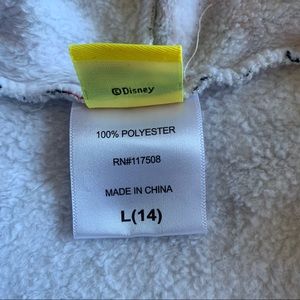 ©Disney
100% POLYESTER
RN#117508
MADE IN CHINA
L(14)